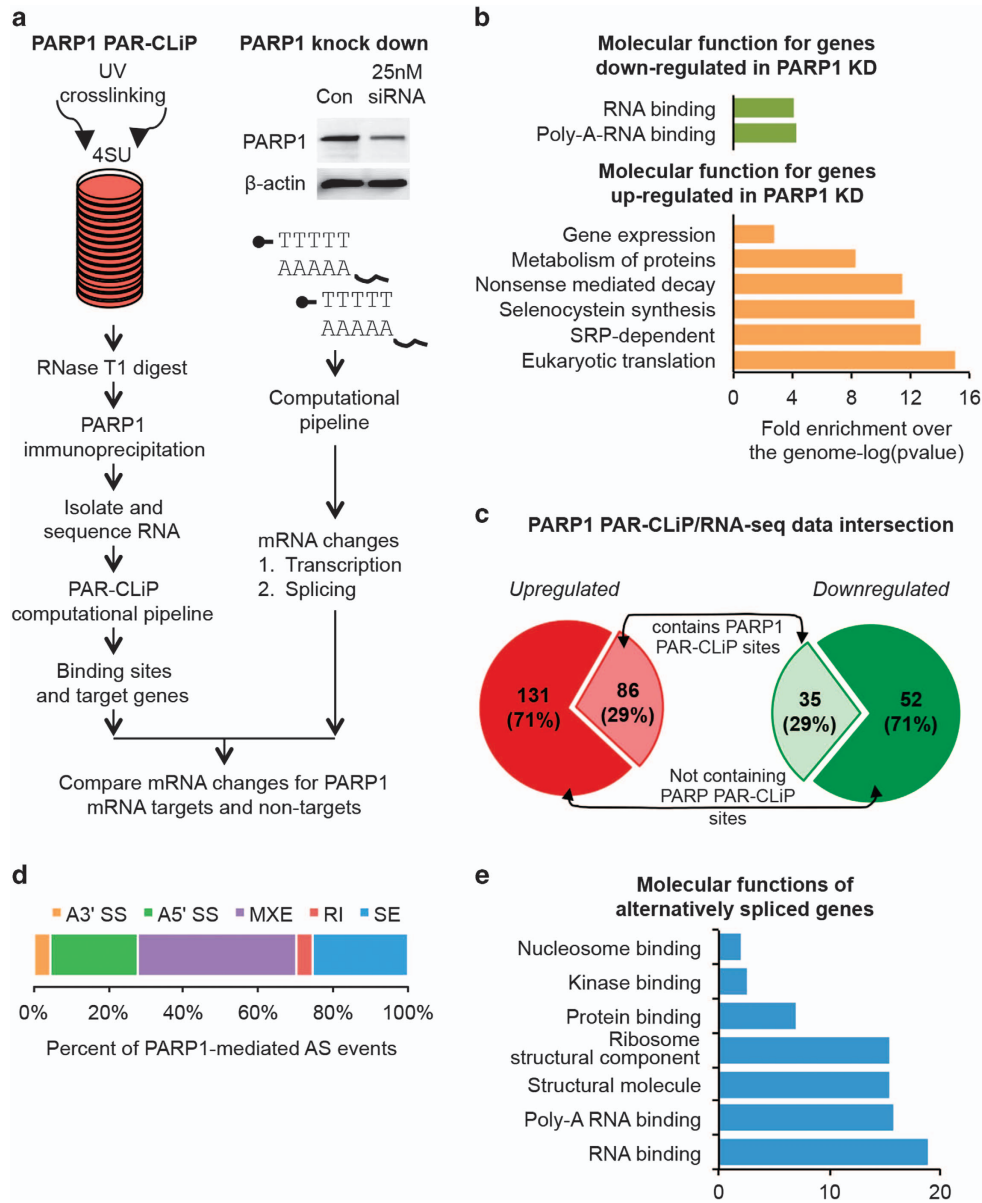 a
PARP1 PAR-CLiP
UV
crosslinking
4SU
RNase T1 digest
PARP1
immunoprecipitation
Isolate and
sequence RNA
PAR-CLiP
computational pipeline
Binding sites
and target genes
PARP1 knock down
25nM
Con siRNA
PARP1
β-actin
TTTTT
AAAAA
TTTTT
AAAAA
Computational
pipeline
mRNA changes
1. Transcription
2. Splicing
Compare mRNA changes for PARP1
mRNA targets and non-targets
b
Molecular function for genes
down-regulated in PARP1 KD
RNA binding
Poly-A-RNA binding
Molecular function for genes
up-regulated in PARP1 KD
Gene expression
Metabolism of proteins
Nonsense mediated decay
Selenocystein synthesis
SRP-dependent
Eukaryotic translation
0 4 8 12 16
Fold enrichment over
the genome-log(pvalue)
c
PARP1 PAR-CLiP/RNA-seq data intersection
Upregulated
Downregulated
contains PARP1
PAR-CLiP sites
131
(71%)
86
(29%)
35
(29%)
52
(71%)
Not containing
PARP PAR-CLiP
sites
d
A3' SS A5' SS MXE RI SE
0% 20% 40% 60% 80% 100%
Percent of PARP1-mediated AS events
e
Molecular functions of
alternatively spliced genes
Nucleosome binding
Kinase binding
Protein binding
Ribosome
structural component
Structural molecule
Poly-A RNA binding
RNA binding
0 10 20